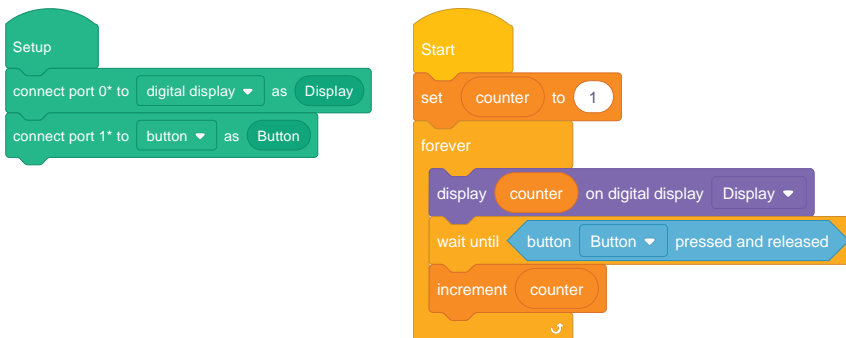 Setup
connect port 0* to digital display as Display
connect port 1* to button as Button
Start
set counter to 1
forever
display counter on digital display Display
wait until button Button pressed and released
increment counter